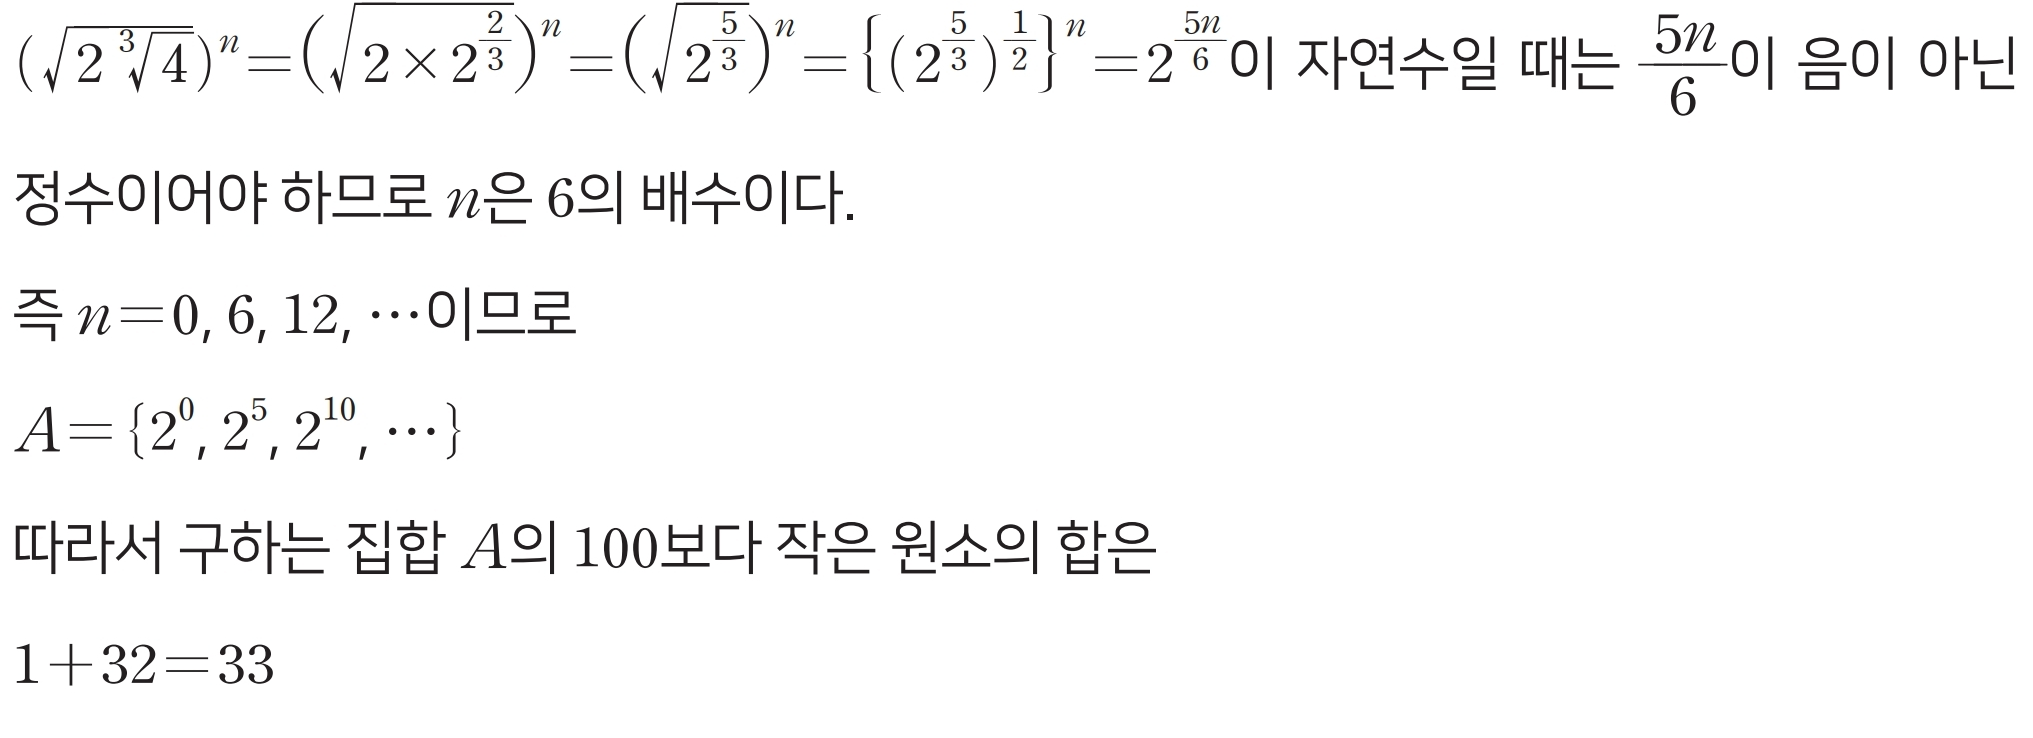 $(\sqrt{2\sqrt[3]{4}})^n=\left(\sqrt{2\times2^{\frac{2}{3}}}\right)^n=\left(\sqrt{2^{\frac{5}{3}}}\right)^n=\left\{(2^{\frac{5}{3}})^{\frac{1}{2}}\right\}^n=2^{\frac{5n}{6}}$이 자연수일 때는 $\frac{5n}{6}$이 음이 아닌
정수이어야 하므로 $n$은 6의 배수이다.
즉 $n=0, 6, 12, \cdots$이므로
$A=\{2^0, 2^5, 2^{10}, \cdots\}$
따라서 구하는 집합 $A$의 100보다 작은 원소의 합은
$1+32=33$